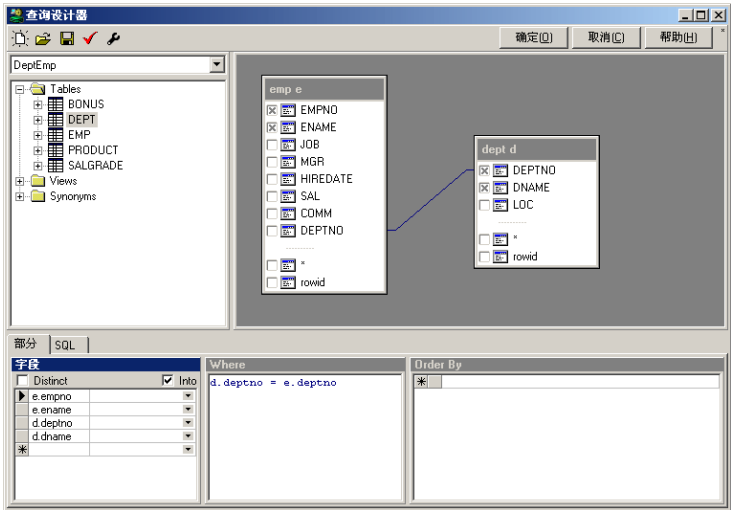 查询设计器
确定[O] 取消[C] 帮助[H] *
DeptEmp
Tables
BONUS
DEPT
EMP
PRODUCT
SALGRADE
Views
Synonyms
emp e
EMPNO
ENAME
JOB
MGR
HIREDATE
SAL
COMM
DEPTNO
*
rowid
dept d
DEPTNO
DNAME
LOC
*
rowid
部分 SQL
字段
Distinct Into
e.empno
e.ename
d.deptno
d.dname
Where
d.deptno = e.deptno
Order By